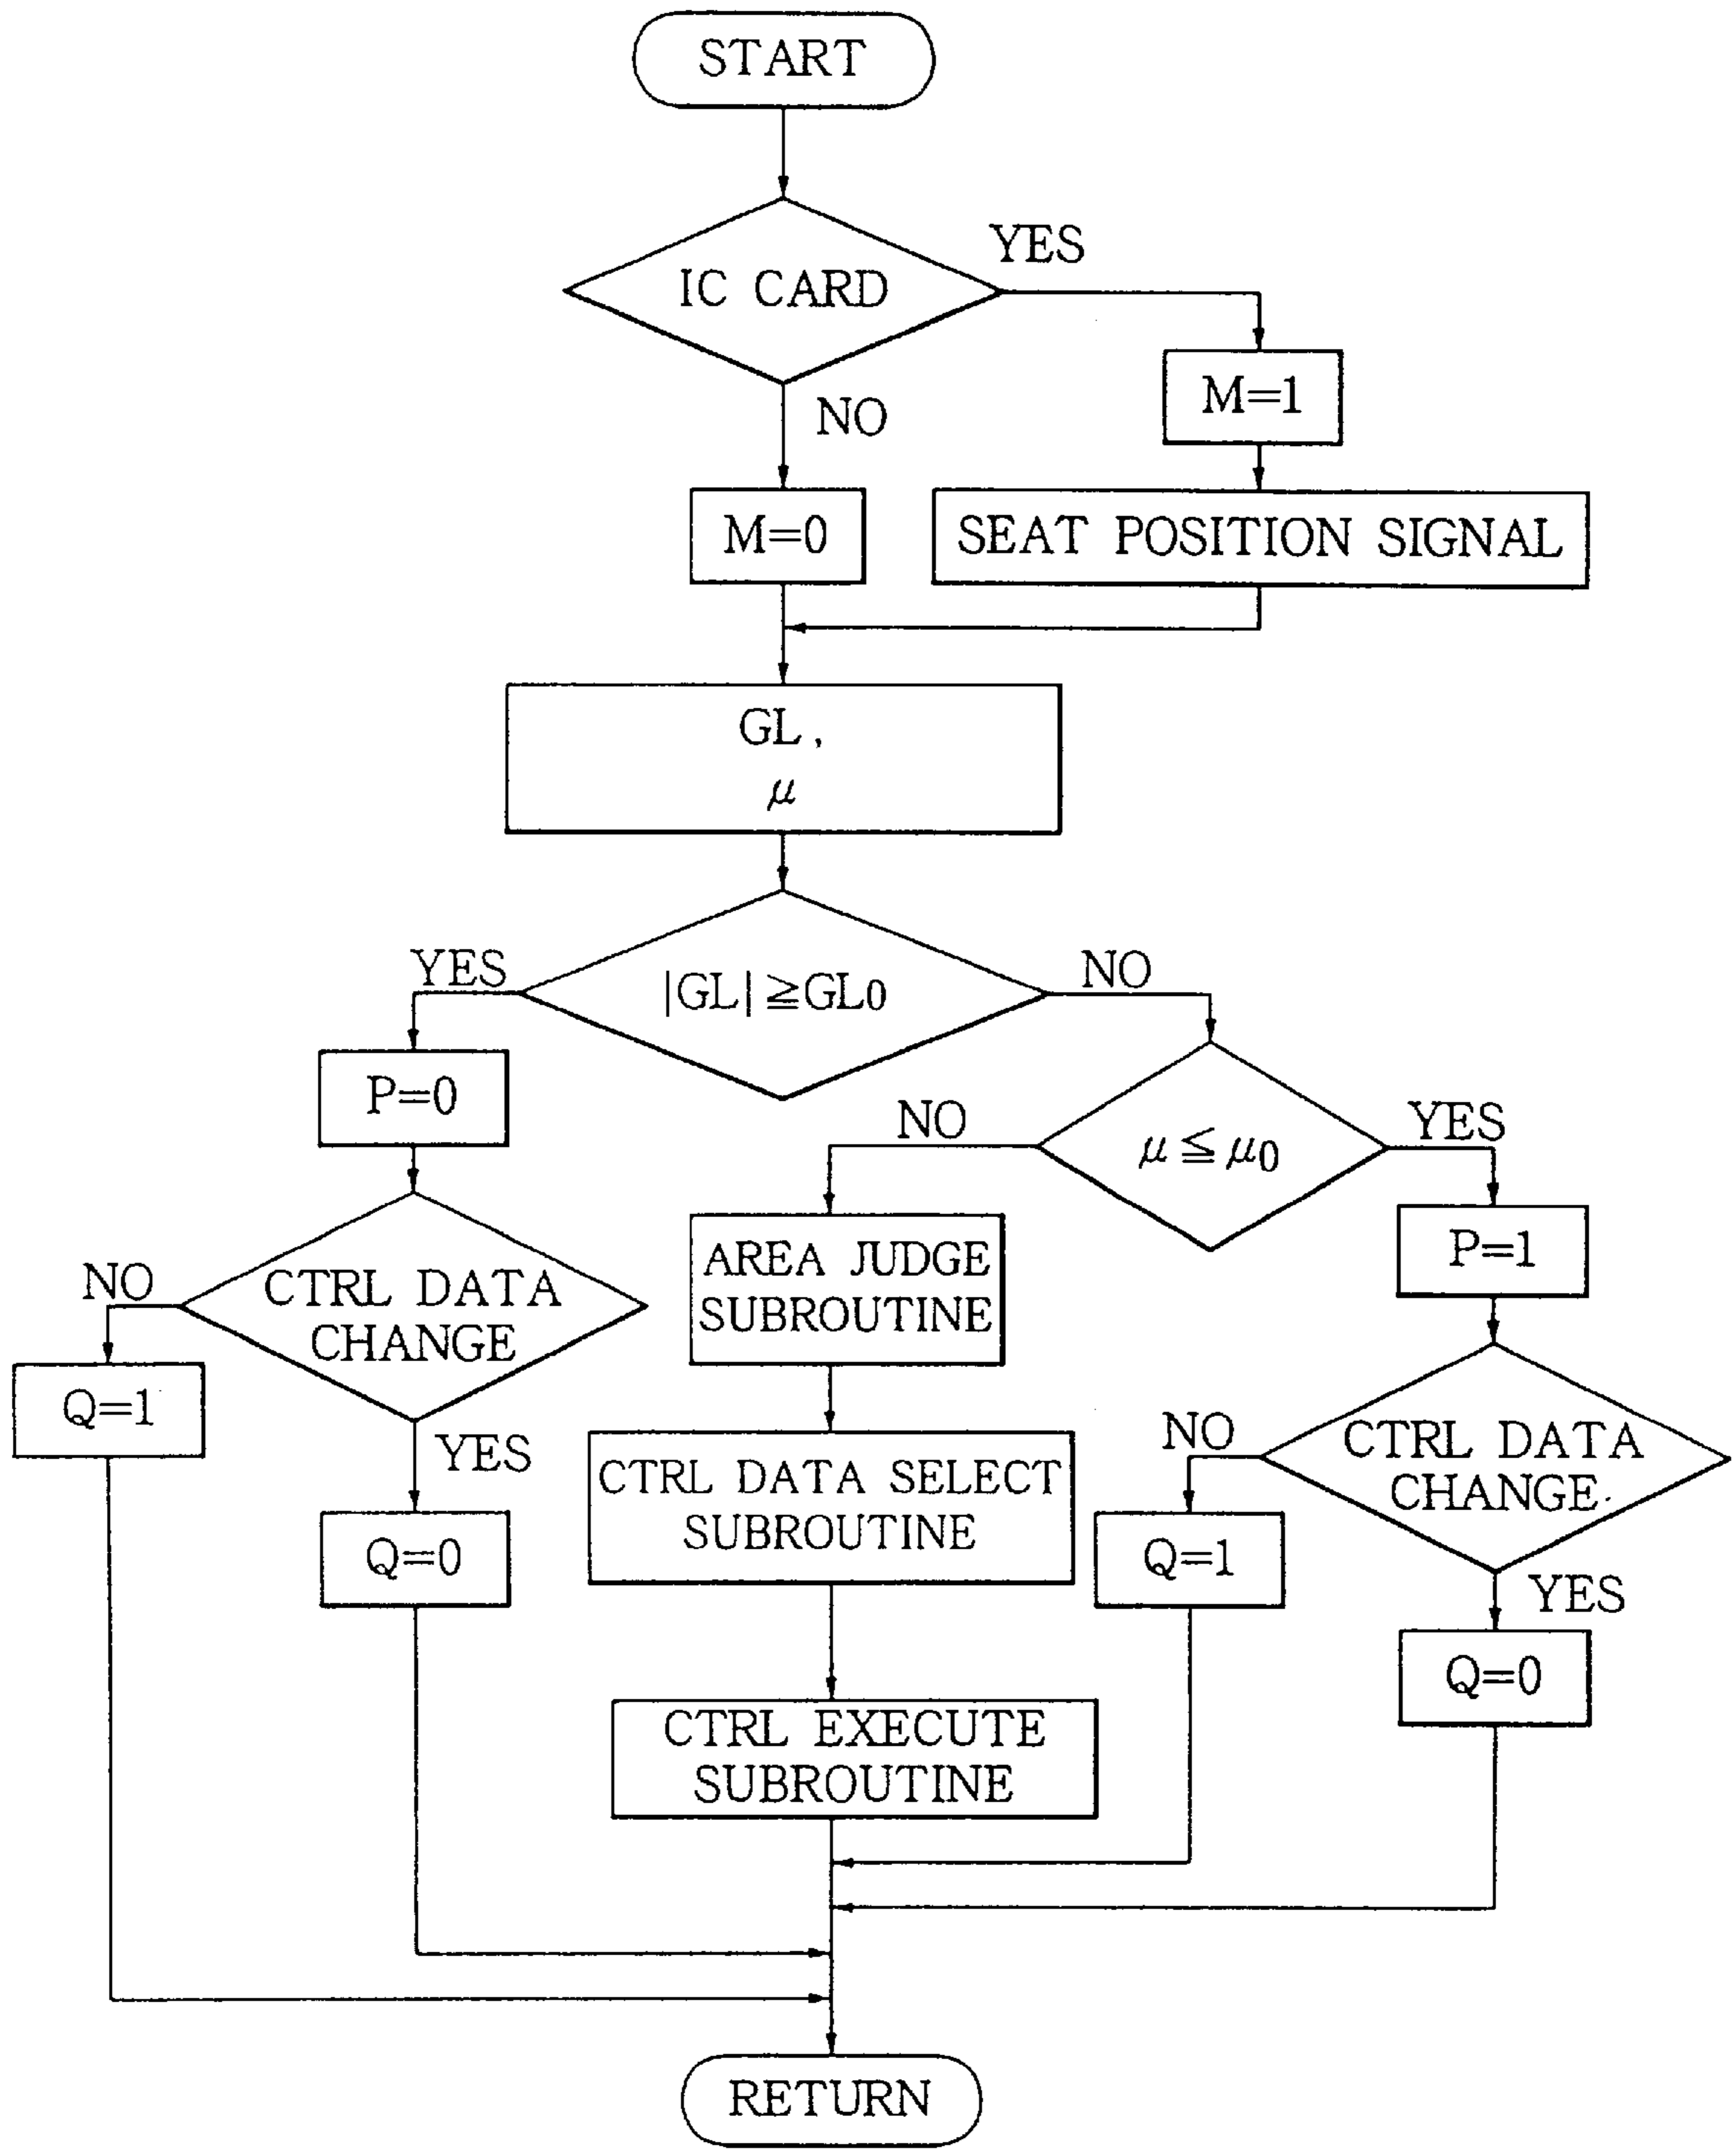 START
YES
IC CARD
M=1
NO
M=0
SEAT POSITION SIGNAL
GL,
μ
YES
NO
|GL|≧GL0
P=0
NO
YES
μ≦μ0
P=1
AREA JUDGE
SUBROUTINE
NO
CTRL DATA
CHANGE
Q=1
YES
NO
CTRL DATA
CHANGE
CTRL DATA SELECT
SUBROUTINE
Q=0
Q=1
YES
Q=0
CTRL EXECUTE
SUBROUTINE
RETURN